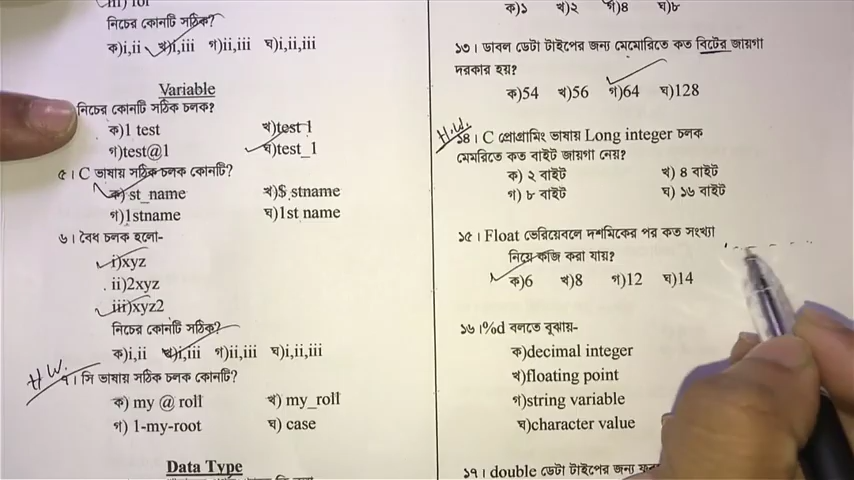 iii) for
নিচের কোনটি সঠিক?
ক)i,ii খ)i,iii গ)ii,iii ঘ)i,ii,iii
Variable
নিচের কোনটি সঠিক চলক?
ক)1 test খ)test 1
গ)test@1 ঘ)test_1
৫। C ভাষায় সঠিক চলক কোনটি?
ক) st_name খ)$ stname
গ)1stname ঘ)1st name
৬। বৈধ চলক হলো-
i)xyz
ii)2xyz
iii)xyz2
নিচের কোনটি সঠিক?
ক)i,ii খ)i,iii গ)ii,iii ঘ)i,ii,iii
H.W.
৭। সি ভাষায় সঠিক চলক কোনটি?
ক) my @ roll খ) my_roll
গ) 1-my-root ঘ) case
Data Type
ক)১ খ)২ গ)৪ ঘ)৮
১৩। ডাবল ডেটা টাইপের জন্য মেমোরিতে কত বিটের জায়গা
দরকার হয়?
ক)54 খ)56 গ)64 ঘ)128
H.W.
১৪। C প্রোগ্রামিং ভাষায় Long integer চলক
মেমরিতে কত বাইট জায়গা নেয়?
ক) ২ বাইট খ) ৪ বাইট
গ) ৮ বাইট ঘ) ১৬ বাইট
১৫। Float ভেরিয়েবলে দশমিকের পর কত সংখ্যা
নিয়ে কাজ করা যায়?
ক)6 খ)8 গ)12 ঘ)14
১৬।%d বলতে বুঝায়-
ক)decimal integer
খ)floating point
গ)string variable
ঘ)character value
১৭। double ডেটা টাইপের জন্য